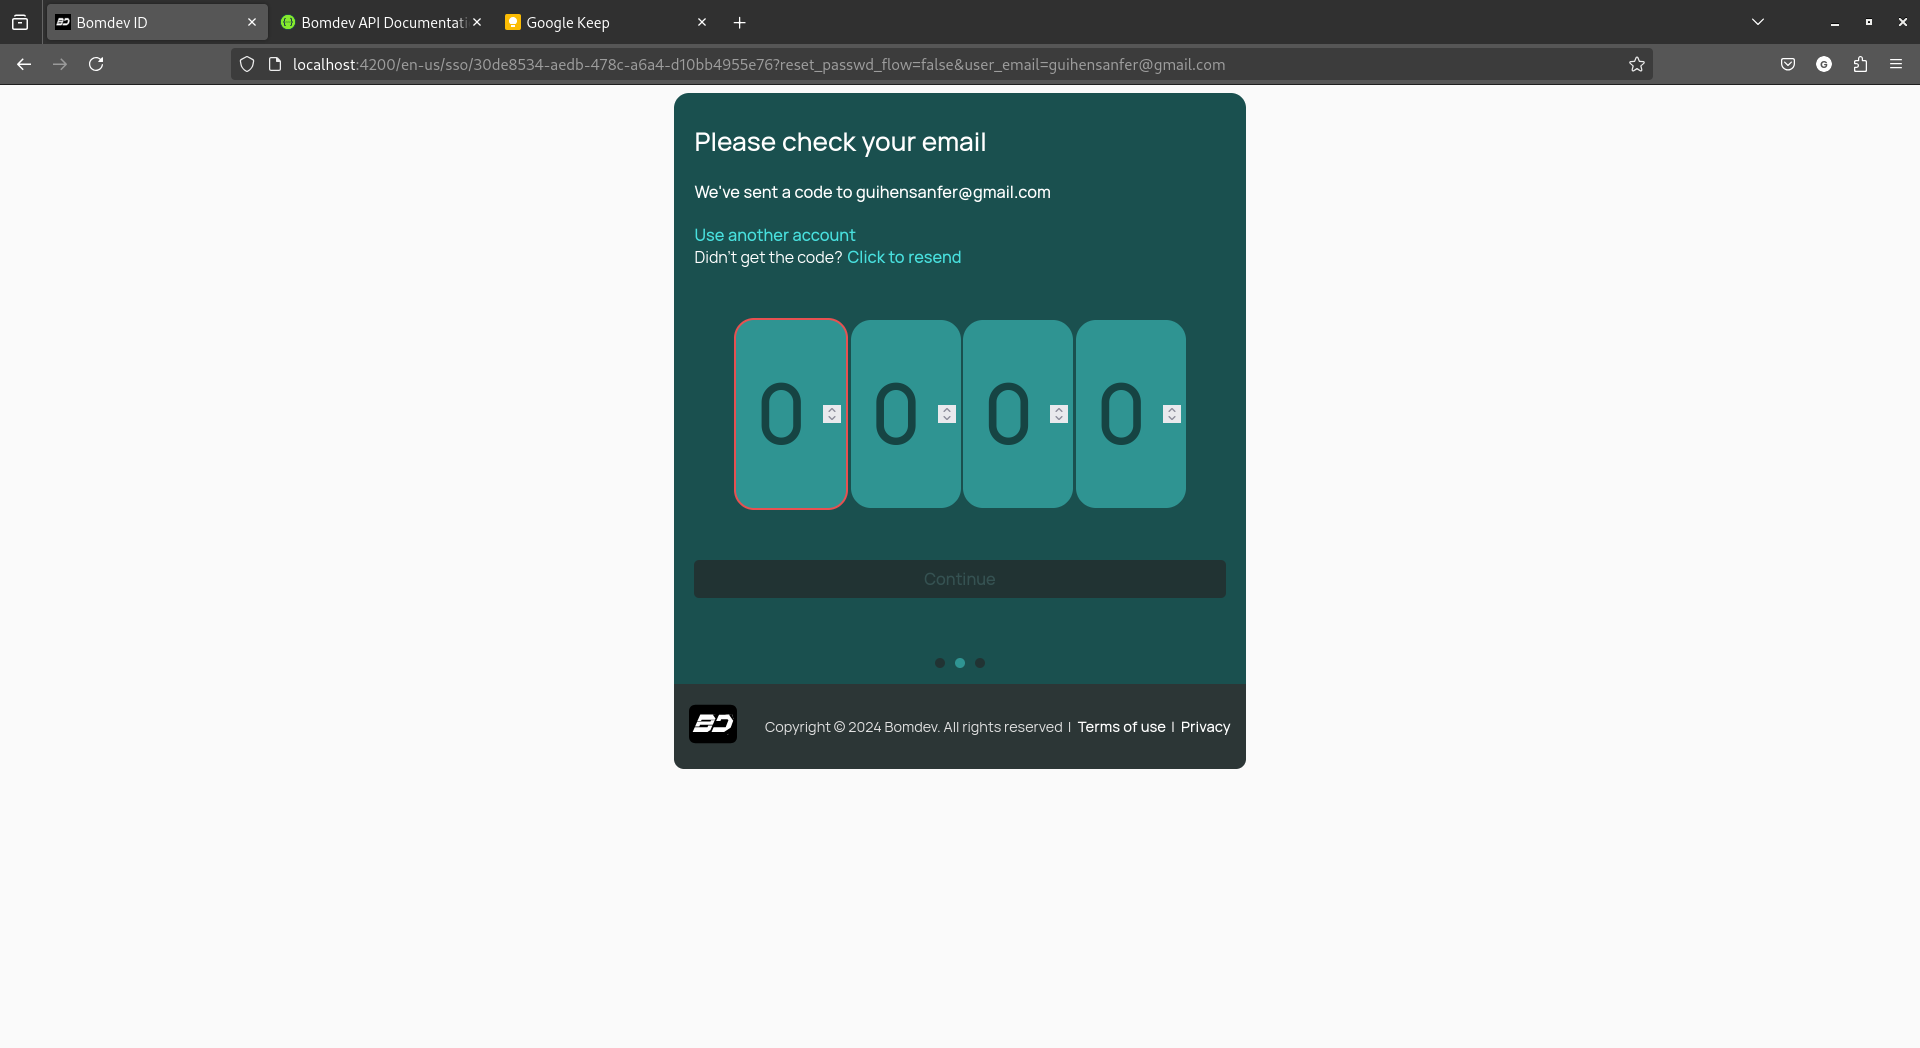 Bomdev ID
Bomdev API Documentati
Google Keep
localhost:4200/en-us/sso/30de8534-aedb-478c-a6a4-d10bb4955e76?reset_passwd_flow=false&user_email=guihensanfer@gmail.com
G
Please check your email
We've sent a code to guihensanfer@gmail.com
Use another account
Didn't get the code? Click to resend
0 0 0 0
Continue
BD Copyright © 2024 Bomdev. All rights reserved | Terms of use | Privacy